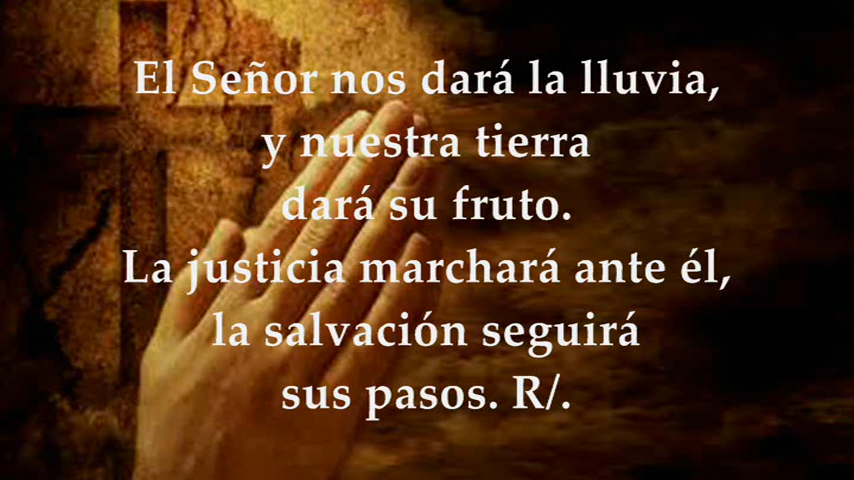 El Señor nos dará la lluvia,
y nuestra tierra
dará su fruto.
La justicia marchará ante él,
la salvación seguirá
sus pasos. R/.